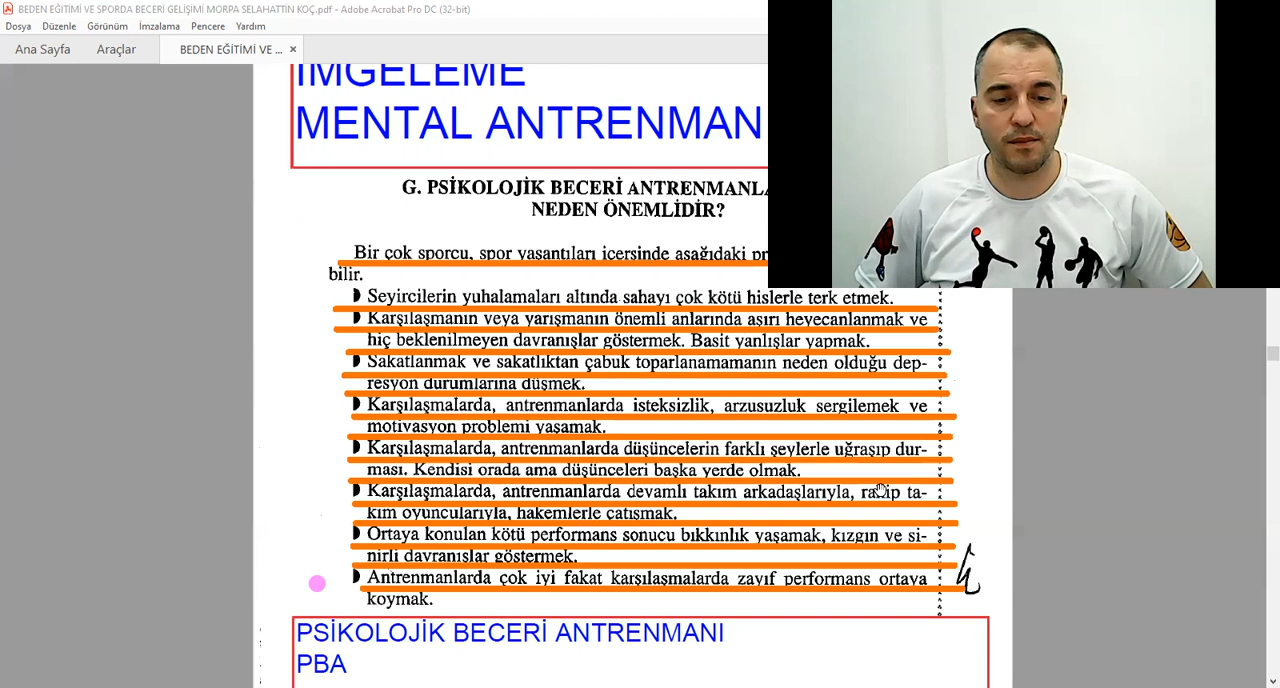 BEDEN EĞİTİMİ VE SPORDA BECERİ GELİŞİMİ MORPA SELAHATTİN KOÇ.pdf - Adobe Acrobat Pro DC (32-bit)
Dosya Düzenle Görünüm İmzalama Pencere Yardım
Ana Sayfa Araçlar BEDEN EĞİTİMİ VE ... ×
İMGELEME
MENTAL ANTRENMAN
G. PSİKOLOJİK BECERİ
NEDEN ÖNEMLİDİR?
Bir çok sporcu, spor yaşantıları içersinde aşağıdaki
bilir.
Seyircilerin yuhalamaları altında sahayı çok kötü hislerle terk etmek.
Karşılaşmanın veya yarışmanın önemli anlarında aşırı heyecanlanmak ve
hiç beklenilmeyen davranışlar göstermek. Basit yanlışlar yapmak.
Sakatlanmak ve sakatlıktan çabuk toparlanamamanın neden olduğu dep-
resyon durumlarına düşmek.
Karşılaşmalarda, antrenmanlarda isteksizlik, arzusuzluk sergilemek ve
motivasyon problemi yaşamak.
Karşılaşmalarda, antrenmanlarda düşüncelerin farklı şeylerle uğraşıp dur-
ması. Kendisi orada ama düşünceleri başka yerde olmak.
Karşılaşmalarda, antrenmanlarda devamlı takım arkadaşlarıyla, rakip ta-
kım oyuncularıyla, hakemlerle çatışmak.
Ortaya konulan kötü performans sonucu bıkkınlık yaşamak, kızgın ve si-
nirli davranışlar göstermek.
Antrenmanlarda çok iyi fakat karşılaşmalarda zayıf performans ortaya
koymak.
PSİKOLOJİK BECERİ ANTRENMANI
PBA